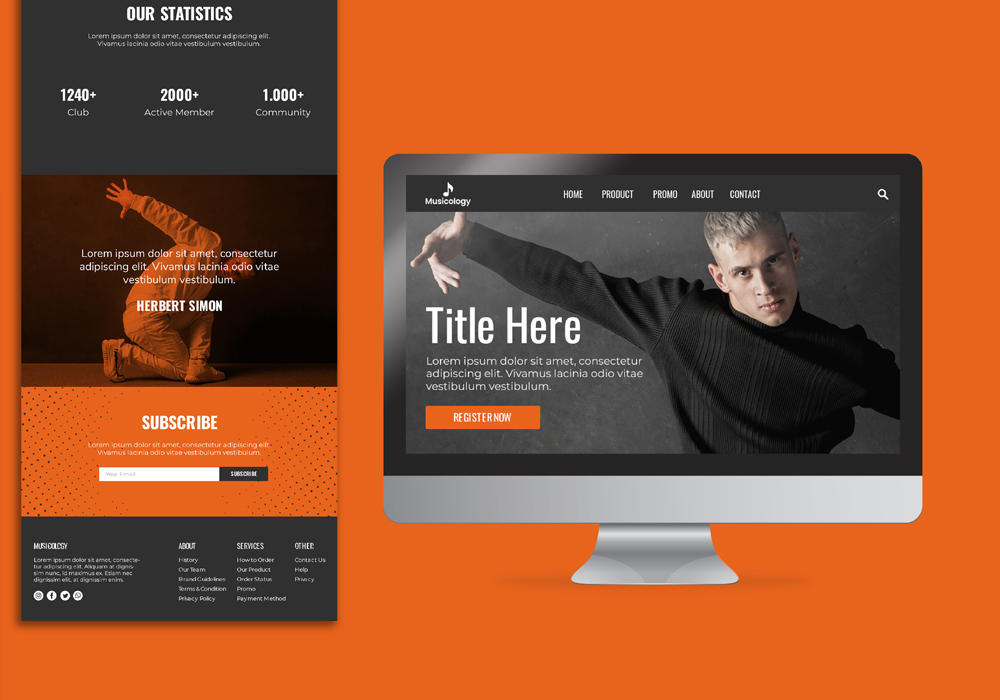 OUR STATISTICS
Lorem ipsum dolor sit amet, consectetur adipiscing elit.
Vivamus lacinia odio vitae vestibulum vestibulum.
1240+
Club
2000+
Active Member
1.000+
Community
Lorem ipsum dolor sit amet, consectetur
adipiscing elit. Vivamus lacinia odio vitae
vestibulum vestibulum.
HERBERT SIMON
SUBSCRIBE
Lorem ipsum dolor sit amet, consectetur adipiscing elit.
Vivamus lacinia odio vitae vestibulum vestibulum.
Your Email
SUBSCRIBE
MUSICOLOGY
Lorem ipsum dolor sit amet, consecte-
tur adipiscing elit. Aliquam at dignis-
sim nunc, id maximus ex. Etiam nec
dignissim elit, at dignissim enim.
ABOUT
History
Our Team
Brand Guidelines
Terms & Condition
Privacy Policy
SERVICES
How to Order
Our Product
Order Status
Promo
Payment Method
OTHER
Contact Us
Help
Privacy
Musicology
HOME PRODUCT PROMO ABOUT CONTACT
Title Here
Lorem ipsum dolor sit amet, consectetur
adipiscing elit. Vivamus lacinia odio vitae
vestibulum vestibulum.
REGISTER NOW